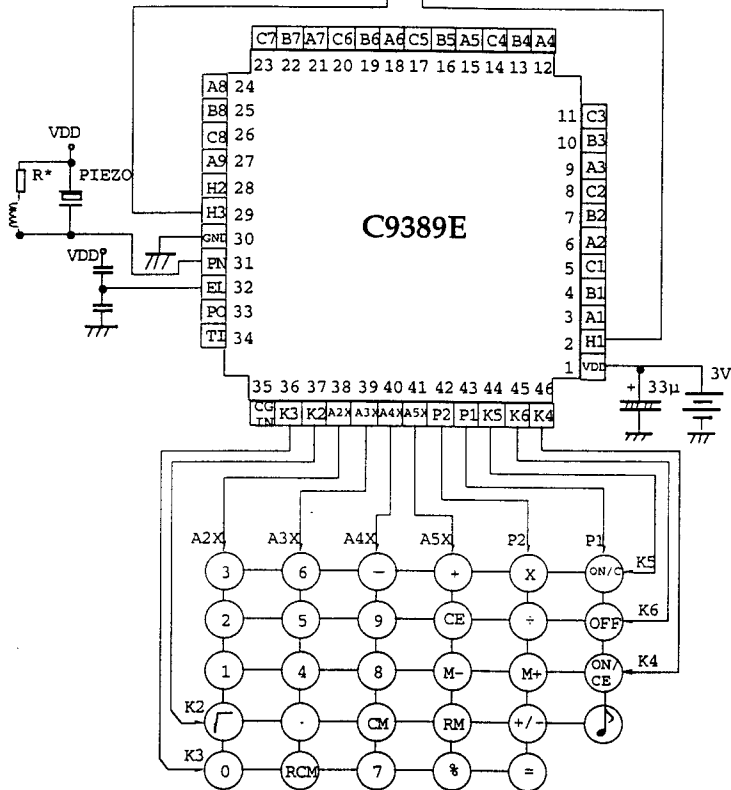 C7 B7 A7 C6 B6 A6 C5 B5 A5 C4 B4 A4
23 22 21 20 19 18 17 16 15 14 13 12
A8 24
B8 25
C8 26
A9 27
H2 28
H3 29
GND 30
PN 31
EL 32
PO 33
TI 34
VDD
R* PIEZO
VDD
C9389E
11 C3
10 B3
9 A3
8 C2
7 B2
6 A2
5 C1
4 B1
3 A1
2 H1
1 VDD
+ 33μ
3V
35 36 37 38 39 40 41 42 43 44 45 46
CG IN K3 K2 A2X A3X A4X A5X P2 P1 K5 K6 K4
A2X A3X A4X A5X P2 P1
3 6 − + X ON/C K5
2 5 9 CE ÷ OFF K6
1 4 8 M- M+ ON/CE K4
K2 √ · CM RM +/- ♪
K3 0 RCM 7 % =